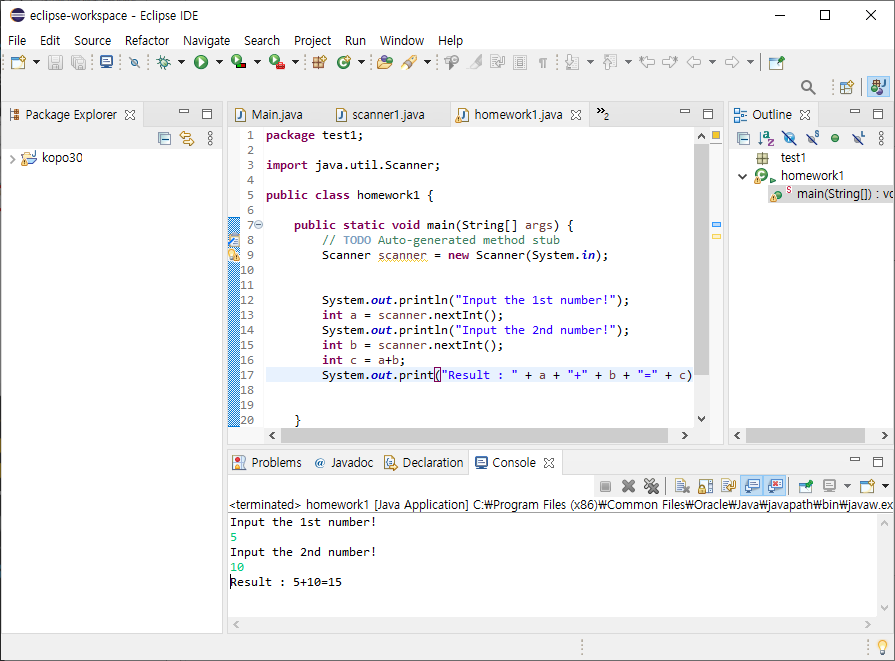 eclipse-workspace - Eclipse IDE
File Edit Source Refactor Navigate Search Project Run Window Help
Package Explorer
kopo30
Main.java scanner1.java homework1.java »2
1 package test1;
2
3 import java.util.Scanner;
4
5 public class homework1 {
6
7 public static void main(String[] args) {
8 // TODO Auto-generated method stub
9 Scanner scanner = new Scanner(System.in);
10
11
12 System.out.println("Input the 1st number!");
13 int a = scanner.nextInt();
14 System.out.println("Input the 2nd number!");
15 int b = scanner.nextInt();
16 int c = a+b;
17 System.out.print("Result : " + a + "+" + b + "=" + c)
18
19
20 }
Outline
test1
homework1
main(String[]) : vo
Problems @ Javadoc Declaration Console
<terminated> homework1 [Java Application] C:₩Program Files (x86)₩Common Files₩Oracle₩Java₩javapath₩bin₩javaw.ex
Input the 1st number!
5
Input the 2nd number!
10
Result : 5+10=15